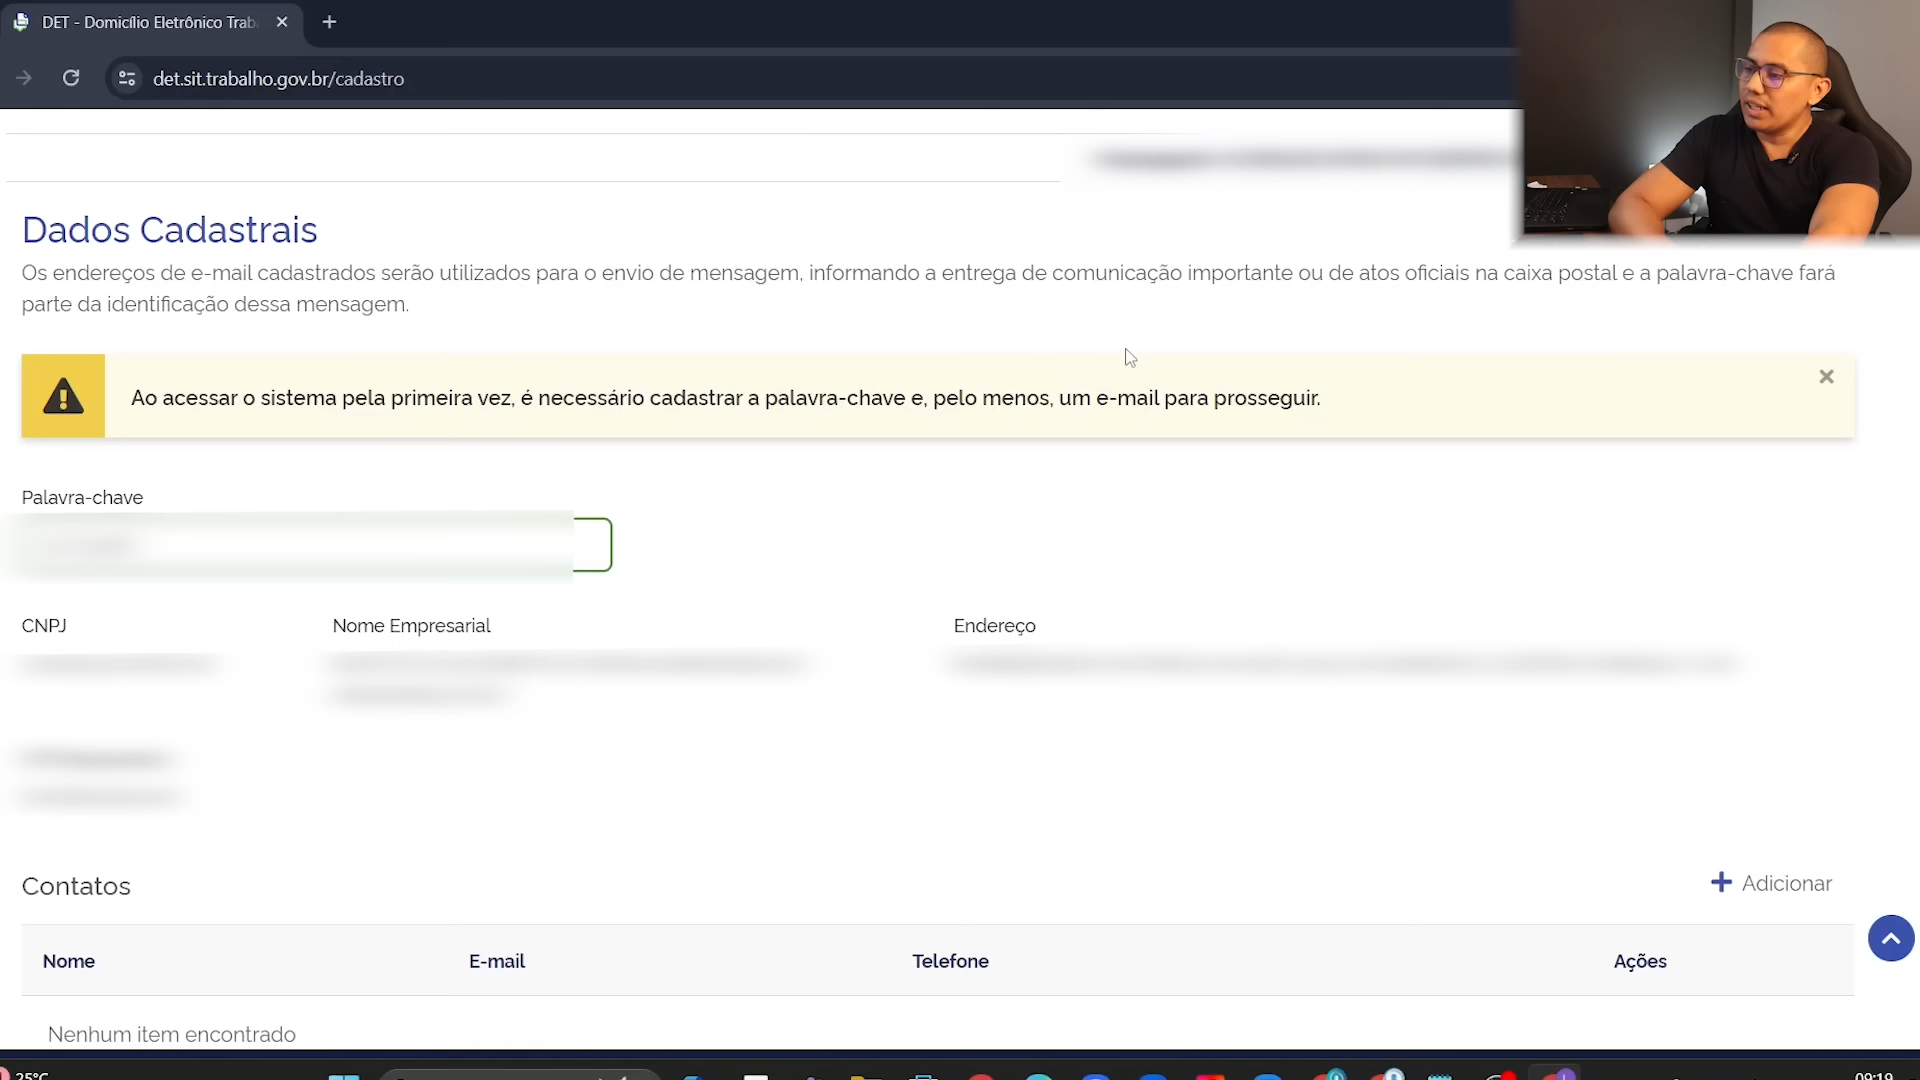 DET - Domicílio Eletrônico Trab
det.sit.trabalho.gov.br/cadastro
Dados Cadastrais
Os endereços de e-mail cadastrados serão utilizados para o envio de mensagem, informando a entrega de comunicação importante ou de atos oficiais na caixa postal e a palavra-chave fará
parte da identificação dessa mensagem.
Ao acessar o sistema pela primeira vez, é necessário cadastrar a palavra-chave e, pelo menos, um e-mail para prosseguir.
Palavra-chave
CNPJ Nome Empresarial Endereço
Contatos Adicionar
Nome E-mail Telefone Ações
Nenhum item encontrado
25°C 09:19